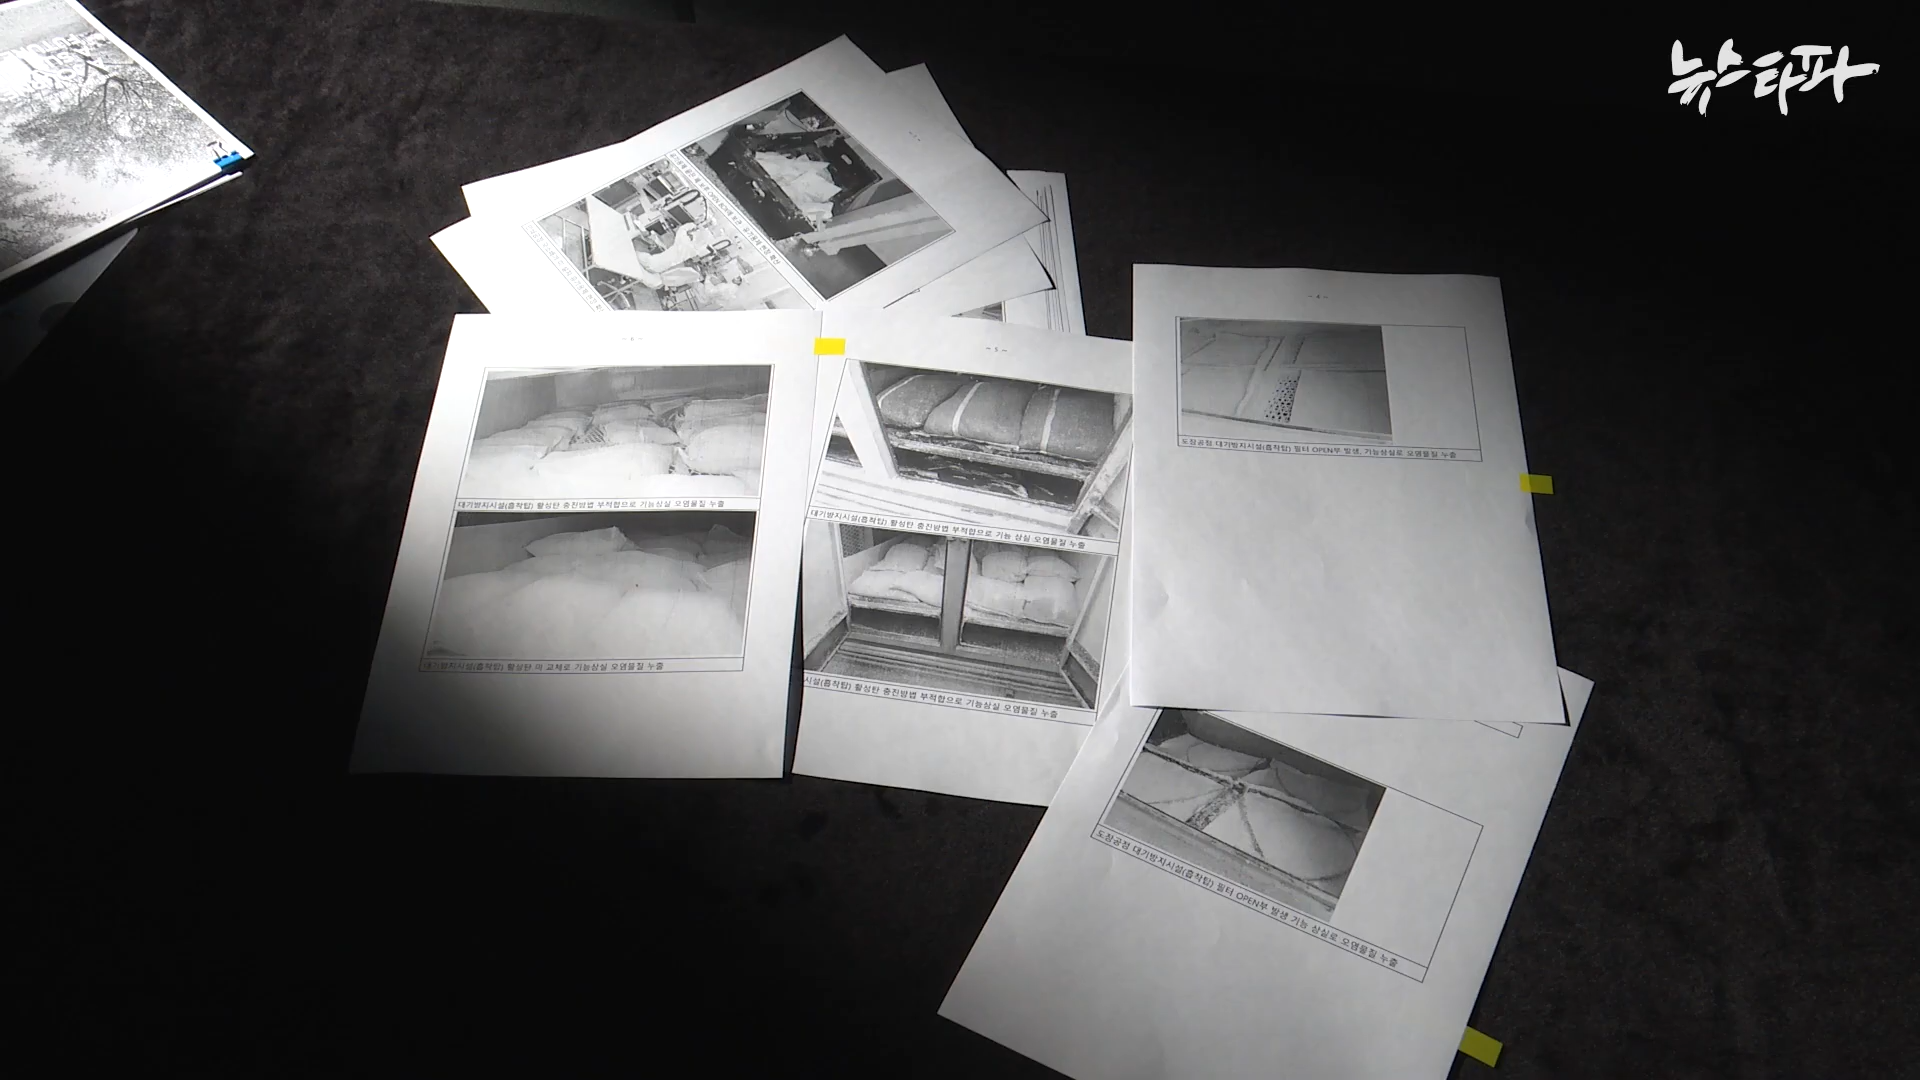 뉴스타파
- 4 -
도장공정 대기방지시설(흡착탑) 필터 OPEN부 발생, 기능상실로 오염물질 누출
- 6 -
대기방지시설(흡착탑) 활성탄 충진방법 부적합으로 기능상실 오염물질 누출
대기방지시설(흡착탑) 활성탄 미 교체로 기능상실 오염물질 누출
- 5 -
대기방지시설(흡착탑) 활성탄 충진방법 부적합으로 기능 상실 오염물질 누출
시설(흡착탑) 활성탄 충진방법 부적합으로 기능상실 오염물질 누출
도장공정 대기방지시설(흡착탑) 필터 OPEN부 발생 기능 상실로 오염물질 누출